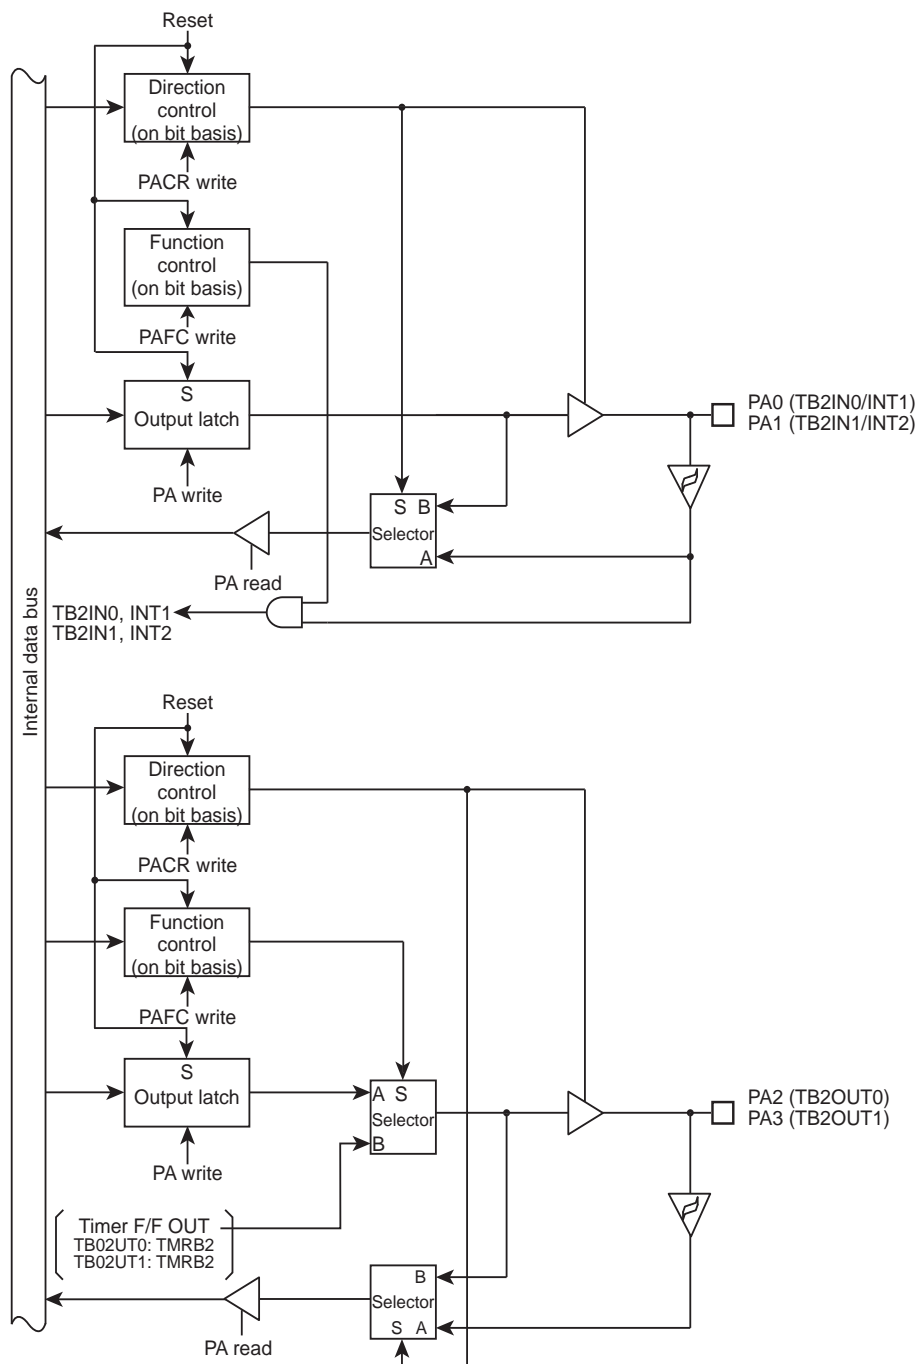 Reset
Direction
control
(on bit basis)
PACR write
Function
control
(on bit basis)
PAFC write
S
Output latch
PA write
PA0 (TB2IN0/INT1)
PA1 (TB2IN1/INT2)
S B
Selector
A
PA read
TB2IN0, INT1
TB2IN1, INT2
Internal data bus
Reset
Direction
control
(on bit basis)
PACR write
Function
control
(on bit basis)
PAFC write
S
Output latch
PA write
A S
Selector
B
PA2 (TB2OUT0)
PA3 (TB2OUT1)
Timer F/F OUT
TB02UT0: TMRB2
TB02UT1: TMRB2
B
Selector
S A
PA read